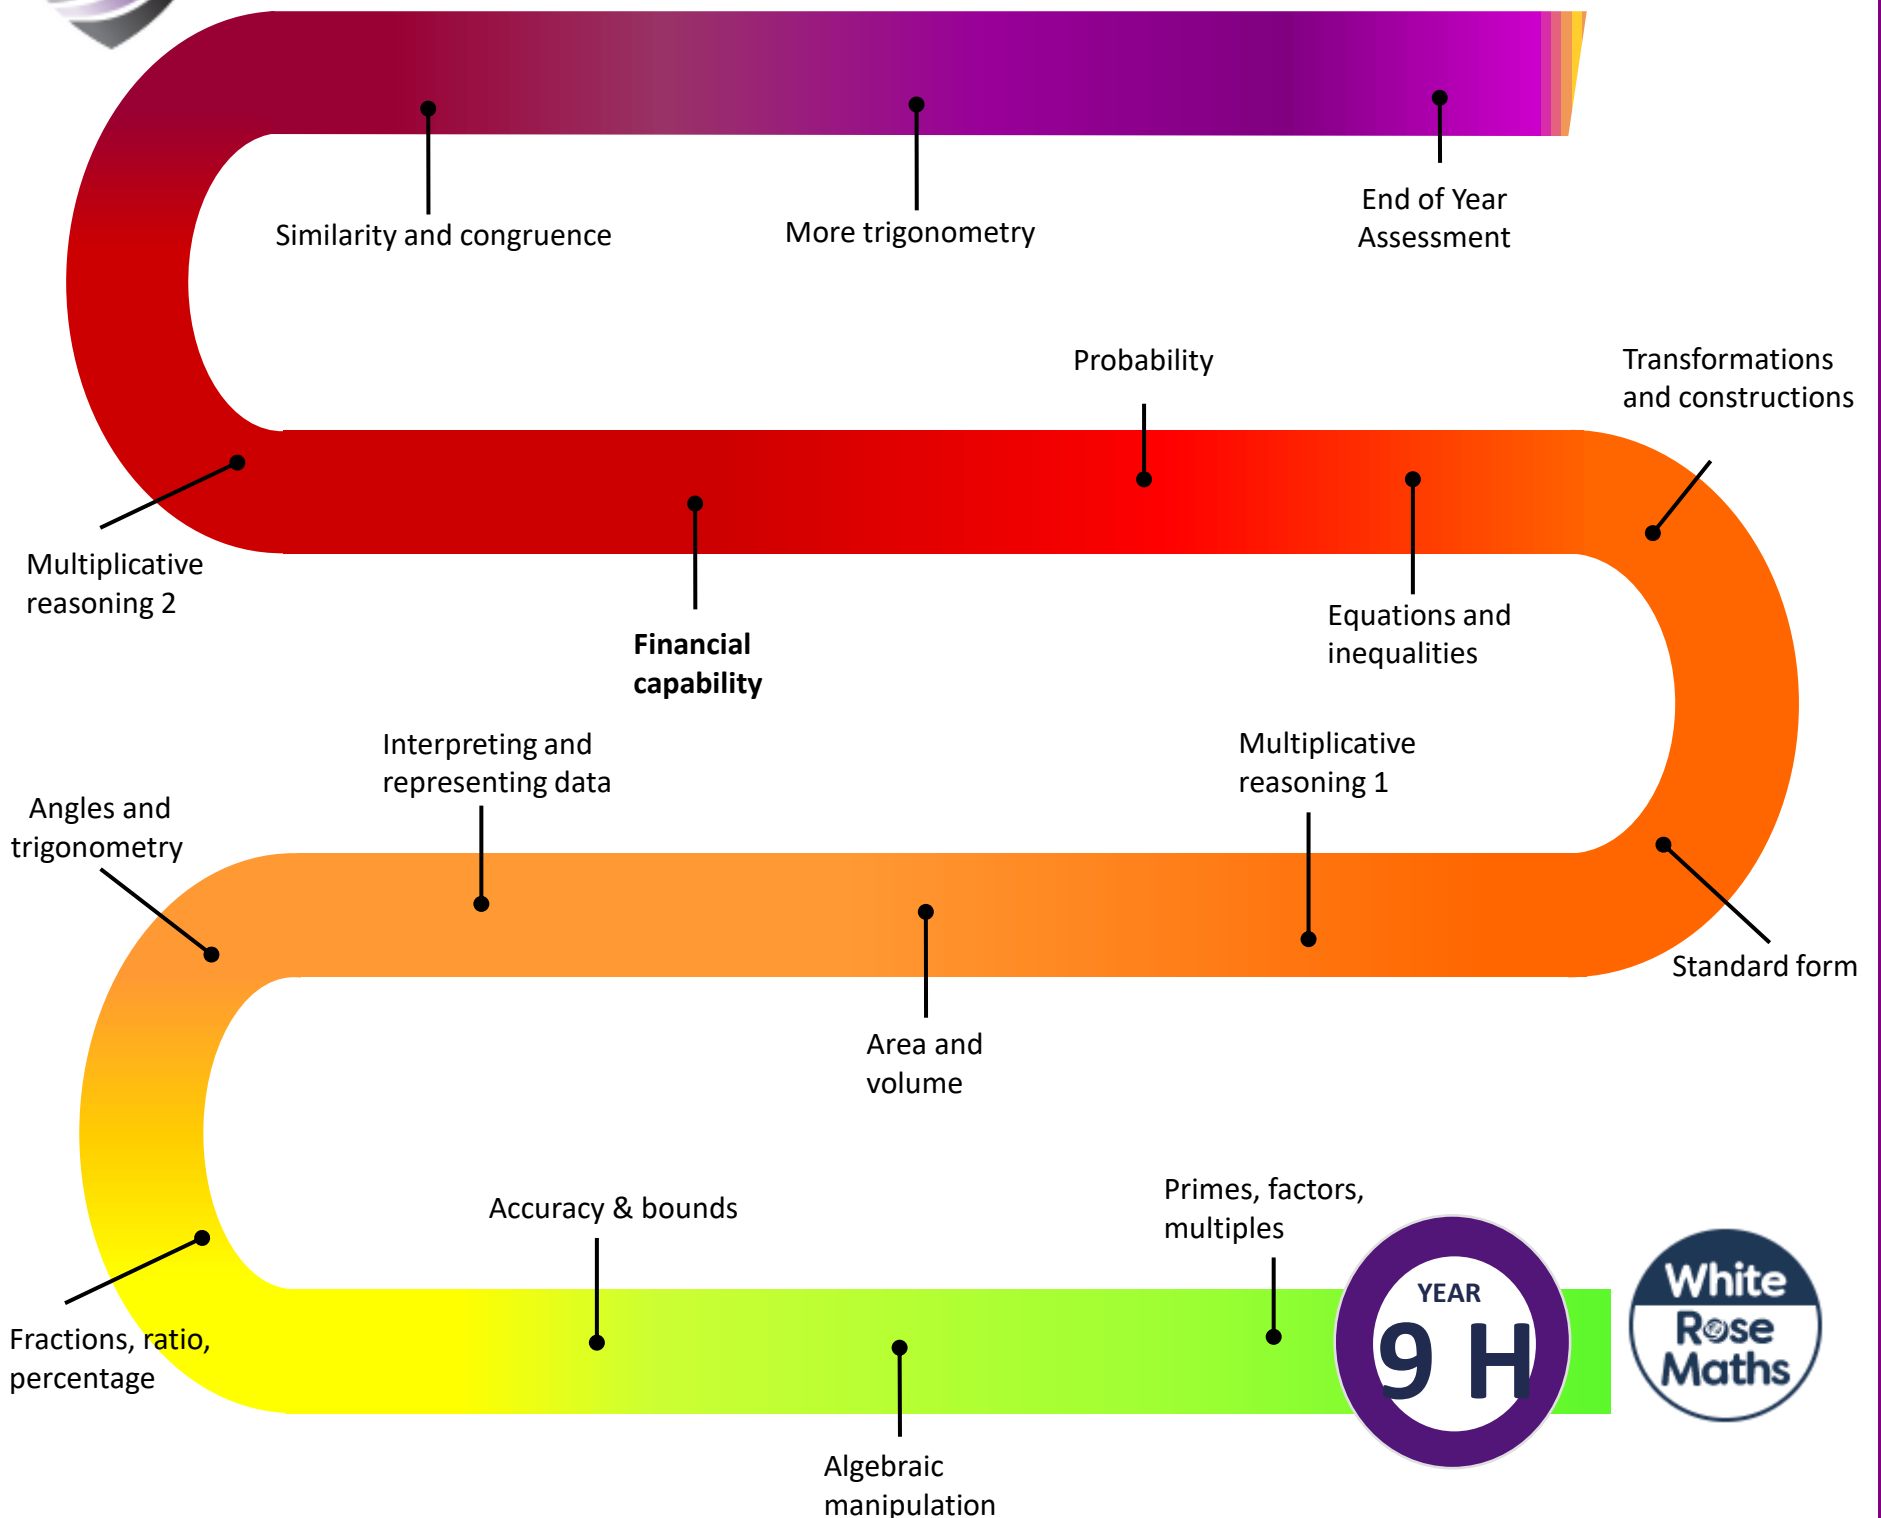 Similarity and congruence
More trigonometry
End of Year
Assessment
Probability
Transformations
and constructions
Multiplicative
reasoning 2
Financial
capability
Equations and
inequalities
Interpreting and
representing data
Multiplicative
reasoning 1
Angles and
trigonometry
Standard form
Area and
volume
Accuracy & bounds
Primes, factors,
multiples
YEAR
9 H
White
Rose
Maths
Fractions, ratio,
percentage
Algebraic
manipulation